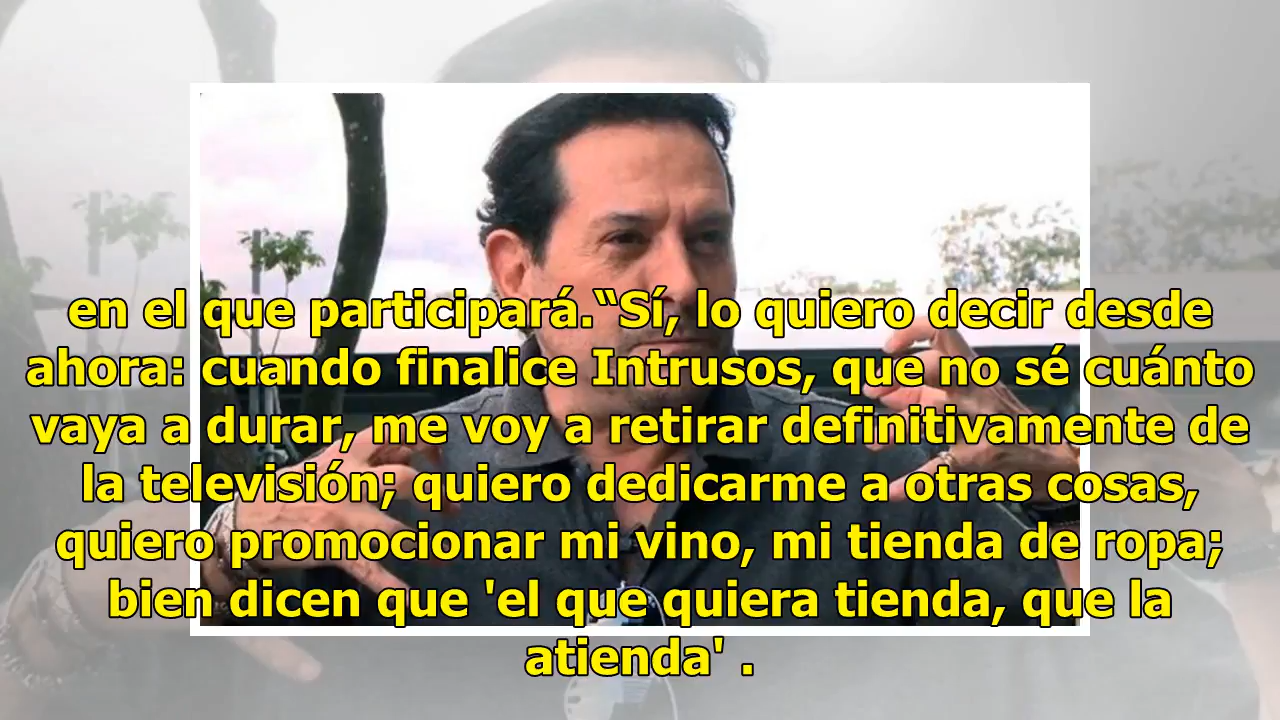 en el que participará.“Sí, lo quiero decir desde
ahora: cuando finalice Intrusos, que no sé cuánto
vaya a durar, me voy a retirar definitivamente de
la televisión; quiero dedicarme a otras cosas,
quiero promocionar mi vino, mi tienda de ropa;
bien dicen que 'el que quiera tienda, que la
atienda' .